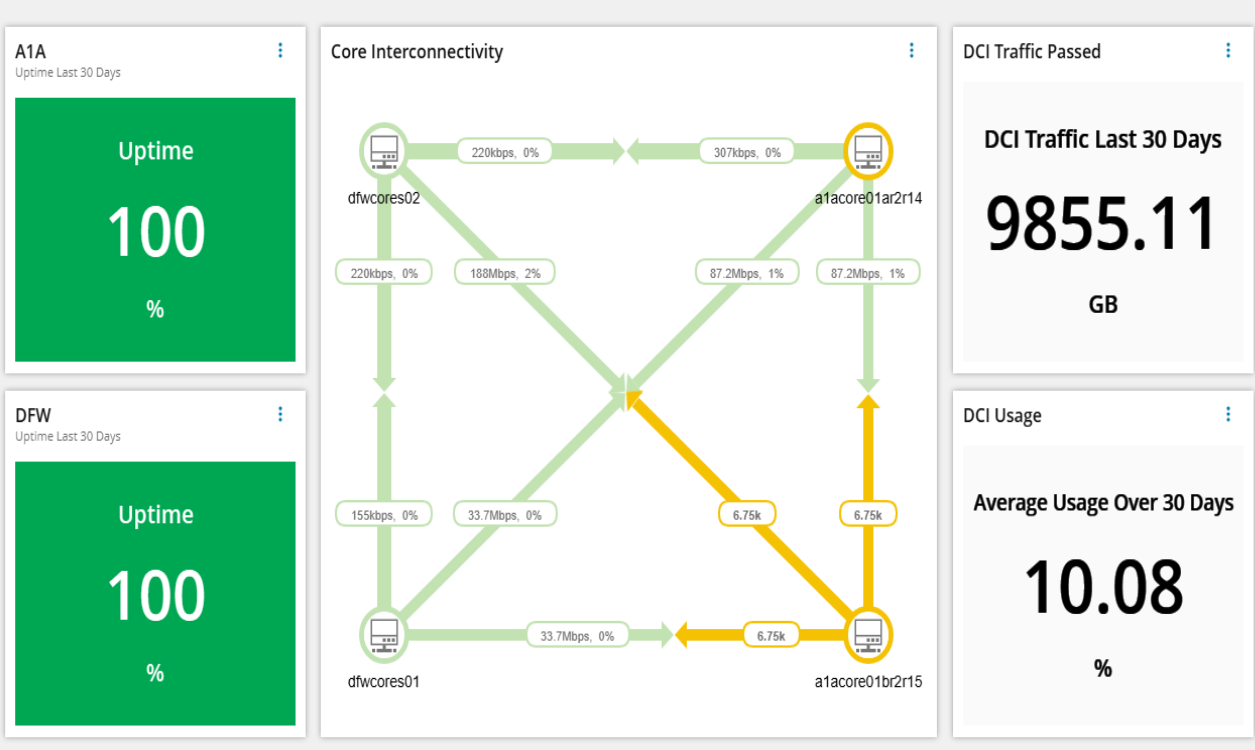 A1A
Uptime Last 30 Days
Uptime
100
%
DFW
Uptime Last 30 Days
Uptime
100
%
Core Interconnectivity
220kbps, 0%
307kbps, 0%
dfwcores02
a1acore01ar2r14
220kbps, 0%
188Mbps, 2%
87.2Mbps, 1%
87.2Mbps, 1%
155kbps, 0%
33.7Mbps, 0%
6.75k
6.75k
33.7Mbps, 0%
6.75k
dfwcores01
a1acore01br2r15
DCI Traffic Passed
DCI Traffic Last 30 Days
9855.11
GB
DCI Usage
Average Usage Over 30 Days
10.08
%